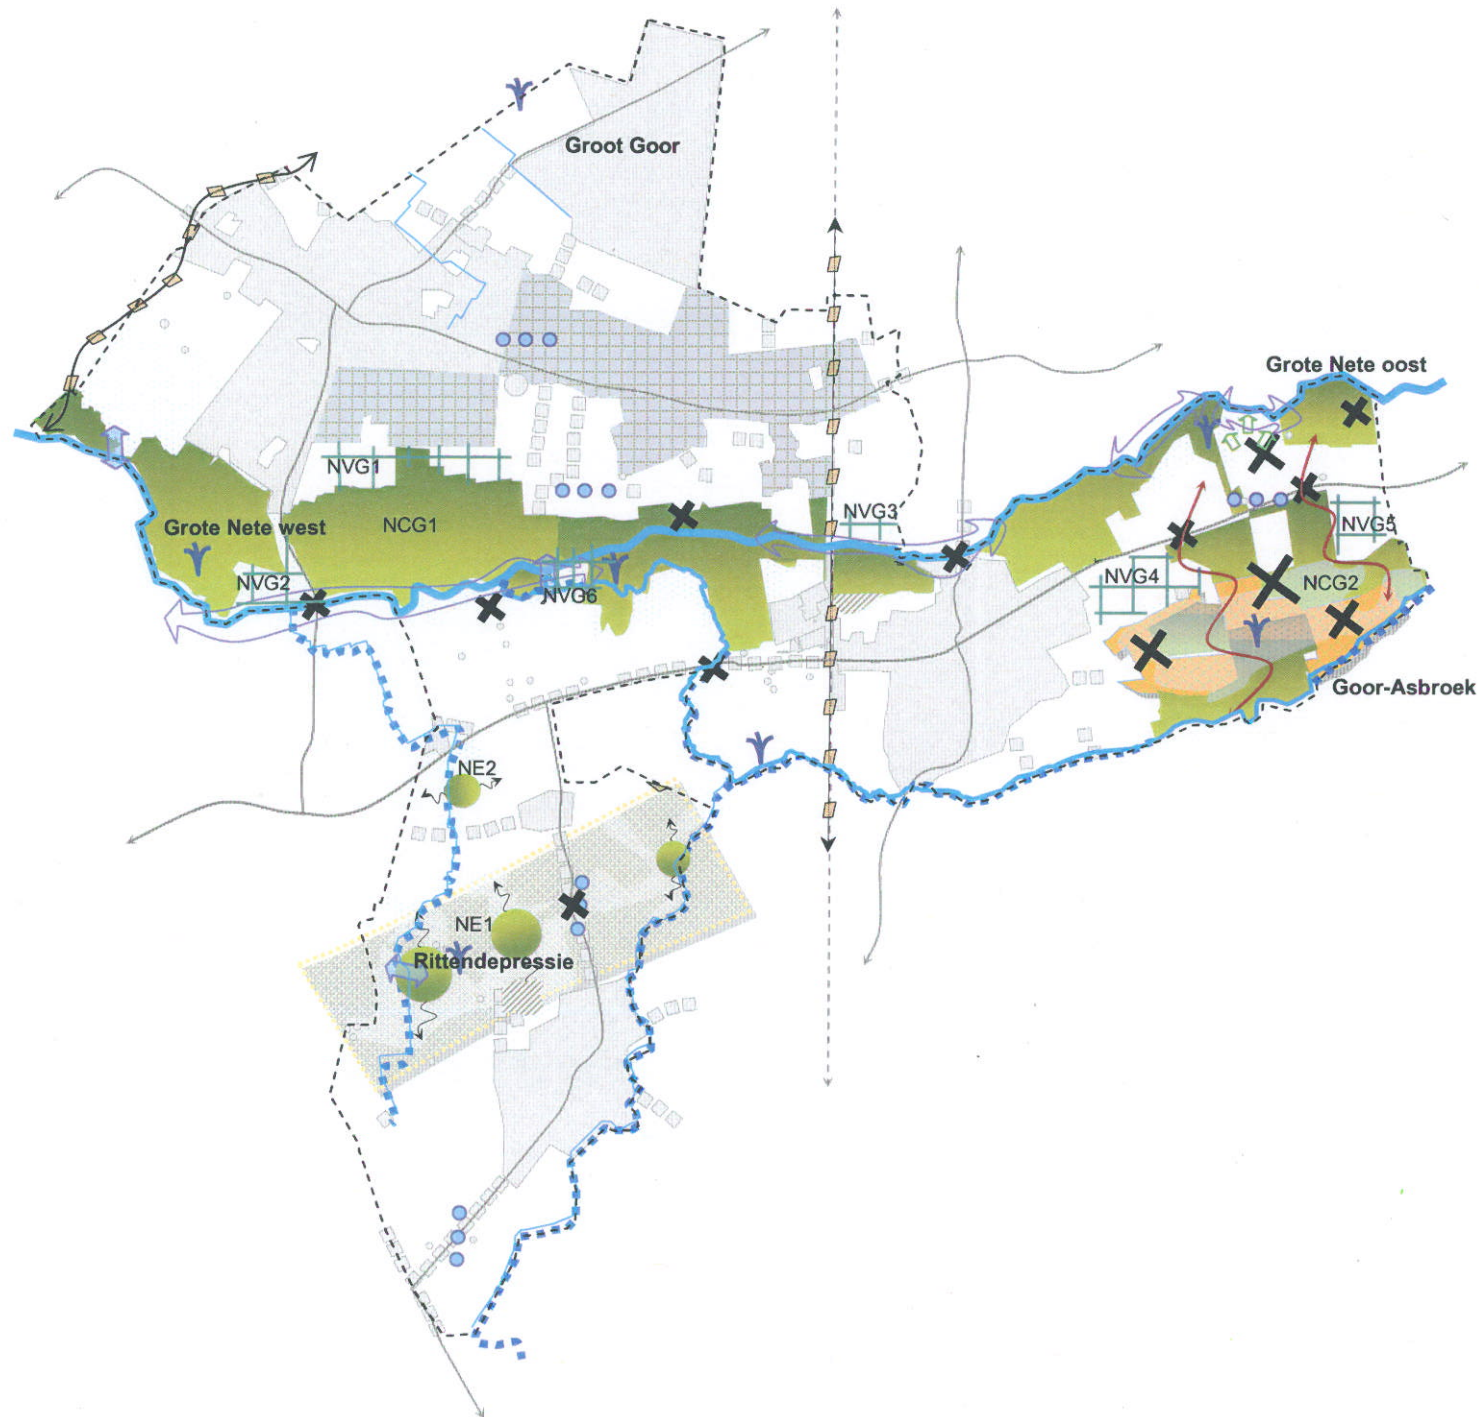 Groot Goor
Grote Nete oost
NVG1
Grote Nete west
NCG1
NVG3
NVG5
NVG2
NVG6
NVG4
NCG2
Goor-Asbroek
NE2
NE1
Rittendepressie